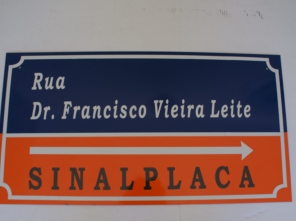 Rua
Dr. Francisco Vieira Leite
SINALPLACA